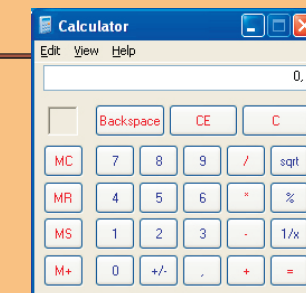 Calculator
Edit View Help
0,
Backspace CE C
MC 7 8 9 / sqrt
MR 4 5 6 * %
MS 1 2 3 - 1/x
M+ 0 +/- , + =